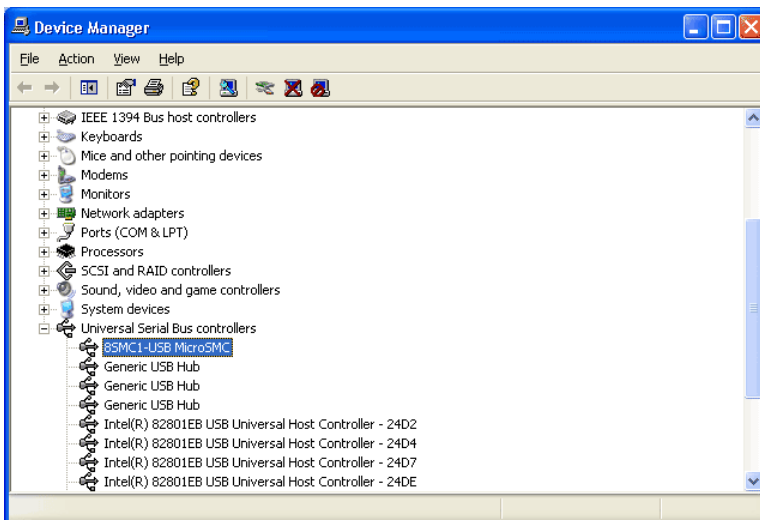 Device Manager
File Action View Help
IEEE 1394 Bus host controllers
Keyboards
Mice and other pointing devices
Modems
Monitors
Network adapters
Ports (COM & LPT)
Processors
SCSI and RAID controllers
Sound, video and game controllers
System devices
Universal Serial Bus controllers
8SMC1-USB MicroSMC
Generic USB Hub
Generic USB Hub
Generic USB Hub
Intel(R) 82801EB USB Universal Host Controller - 24D2
Intel(R) 82801EB USB Universal Host Controller - 24D4
Intel(R) 82801EB USB Universal Host Controller - 24D7
Intel(R) 82801EB USB Universal Host Controller - 24DE